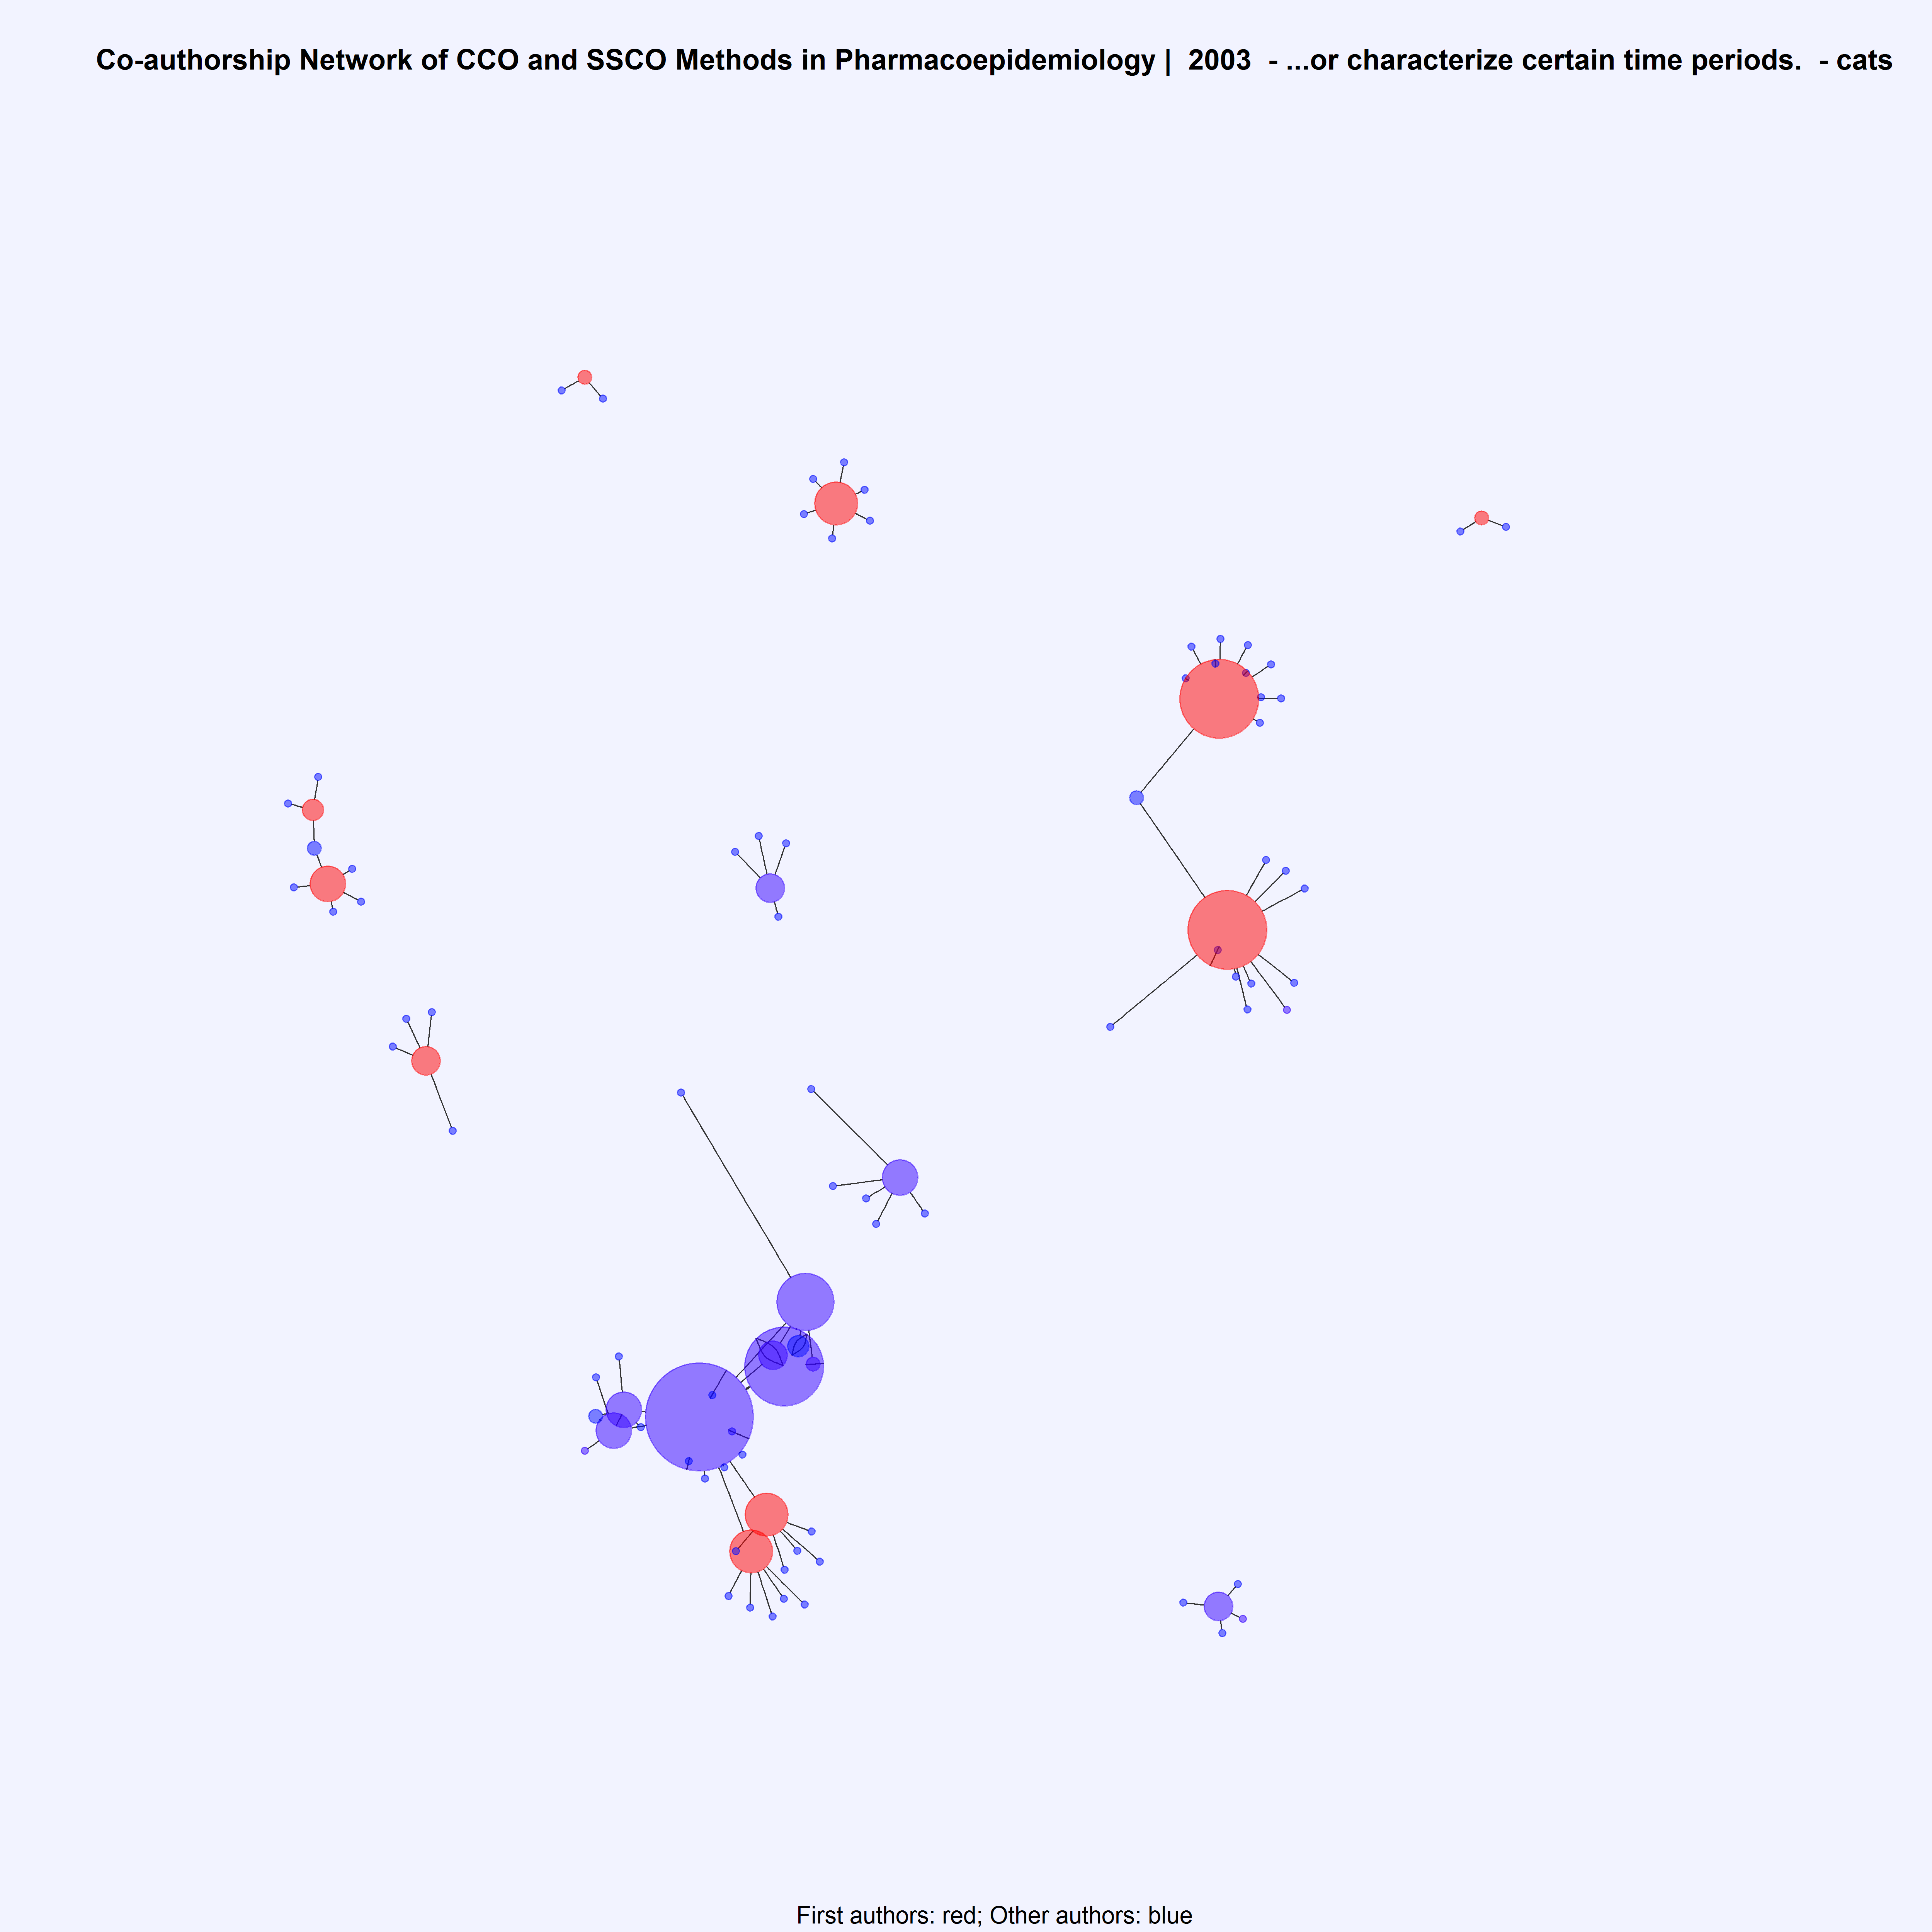 Co-authorship Network of CCO and SSCO Methods in Pharmacoepidemiology |  2003  - ...or characterize certain time periods.  - cats
First authors: red; Other authors: blue